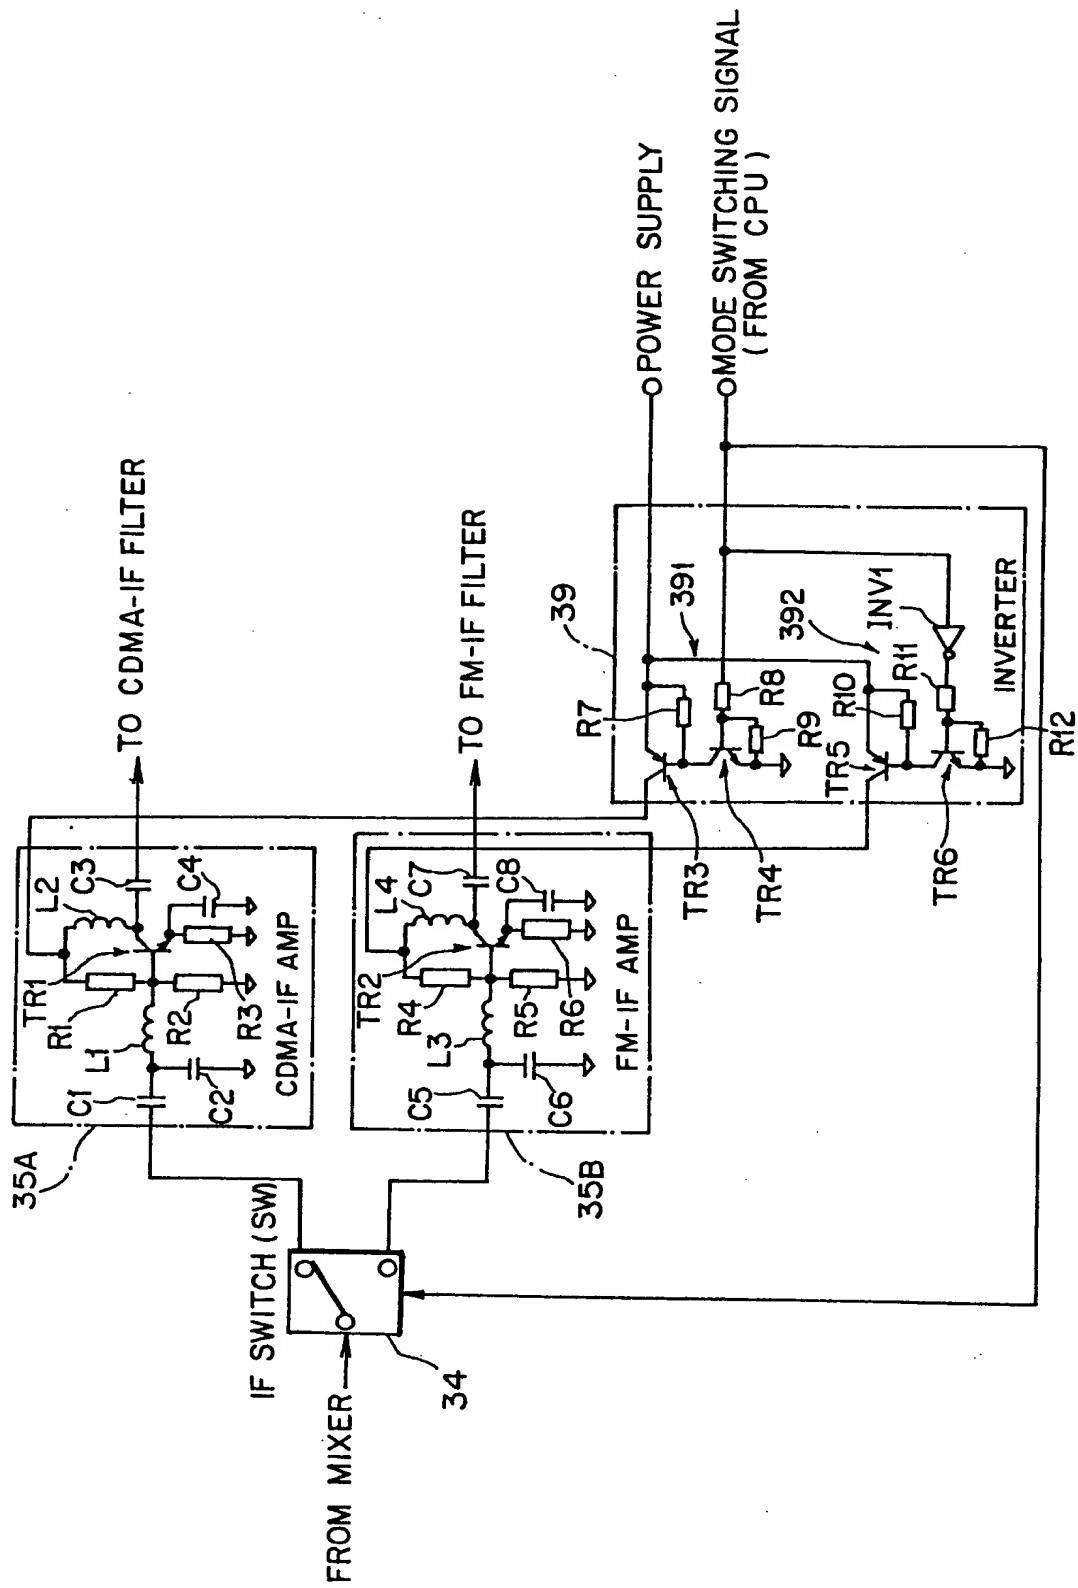 FROM MIXER
IF SWITCH (SW)
34
35A
C1
C2
L1
R1
R2
R3
TR1
L2
C3
C4
CDMA-IF AMP
TO CDMA-IF FILTER
35B
C5
C6
L3
R4
R5
R6
TR2
L4
C7
C8
FM-IF AMP
TO FM-IF FILTER
39
391
392
R7
R8
R9
R10
R11
R12
TR3
TR4
TR5
TR6
INV1
INVERTER
POWER SUPPLY
MODE SWITCHING SIGNAL
(FROM CPU)